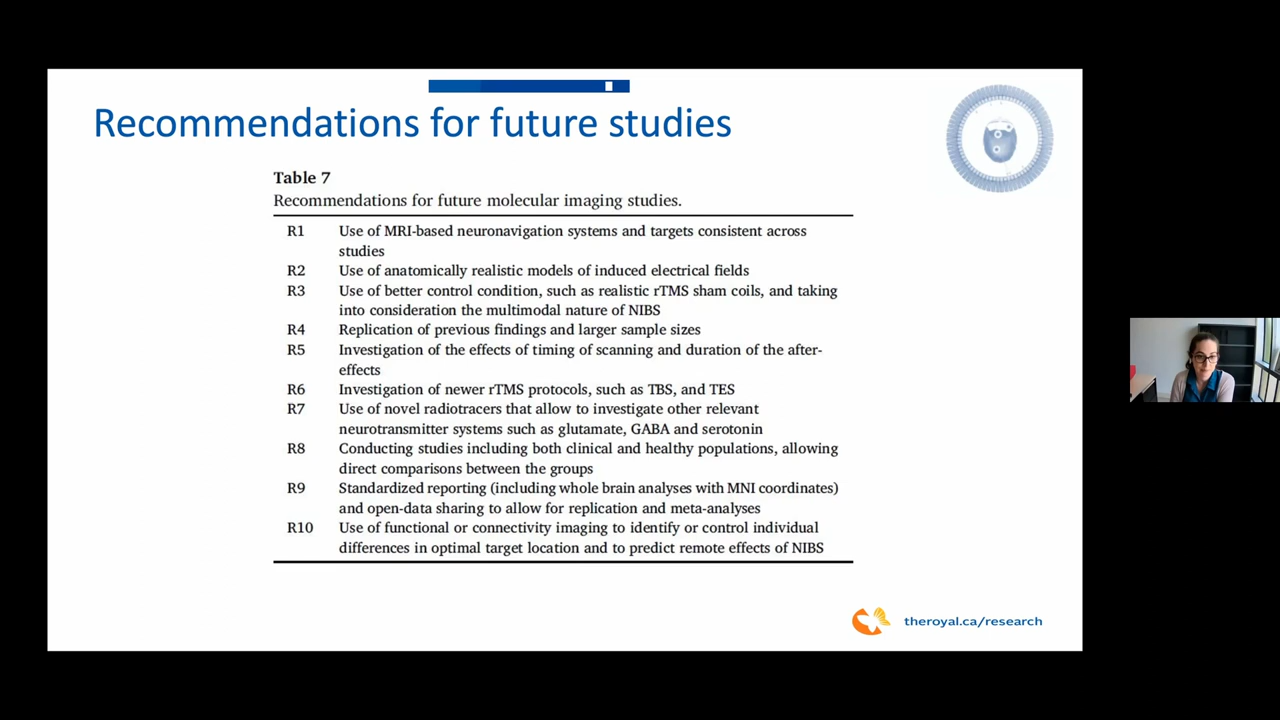 Recommendations for future studies
Table 7
Recommendations for future molecular imaging studies.
R1 Use of MRI-based neuronavigation systems and targets consistent across
studies
R2 Use of anatomically realistic models of induced electrical fields
R3 Use of better control condition, such as realistic rTMS sham coils, and taking
into consideration the multimodal nature of NIBS
R4 Replication of previous findings and larger sample sizes
R5 Investigation of the effects of timing of scanning and duration of the after-
effects
R6 Investigation of newer rTMS protocols, such as TBS, and TES
R7 Use of novel radiotracers that allow to investigate other relevant
neurotransmitter systems such as glutamate, GABA and serotonin
R8 Conducting studies including both clinical and healthy populations, allowing
direct comparisons between the groups
R9 Standardized reporting (including whole brain analyses with MNI coordinates)
and open-data sharing to allow for replication and meta-analyses
R10 Use of functional or connectivity imaging to identify or control individual
differences in optimal target location and to predict remote effects of NIBS
theroyal.ca/research